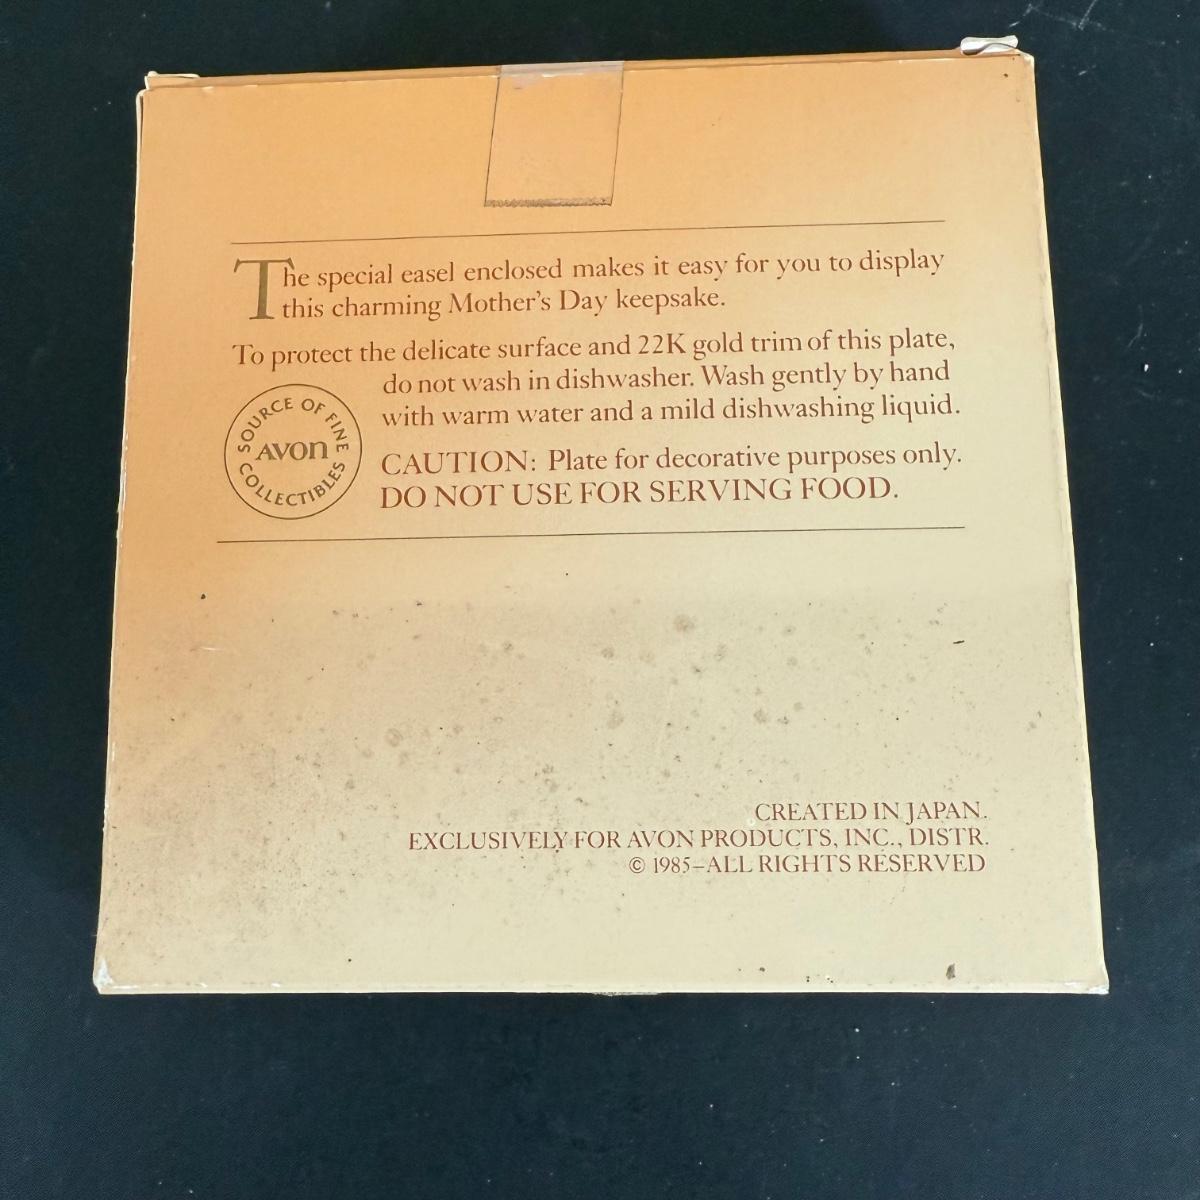 The special easel enclosed makes it easy for you to display
this charming Mother's Day keepsake.
To protect the delicate surface and 22K gold trim of this plate,
do not wash in dishwasher. Wash gently by hand
with warm water and a mild dishwashing liquid.
SOURCE OF FINE
AVON
COLLECTIBLES
CAUTION: Plate for decorative purposes only.
DO NOT USE FOR SERVING FOOD.
CREATED IN JAPAN.
EXCLUSIVELY FOR AVON PRODUCTS, INC., DISTR.
© 1985–ALL RIGHTS RESERVED